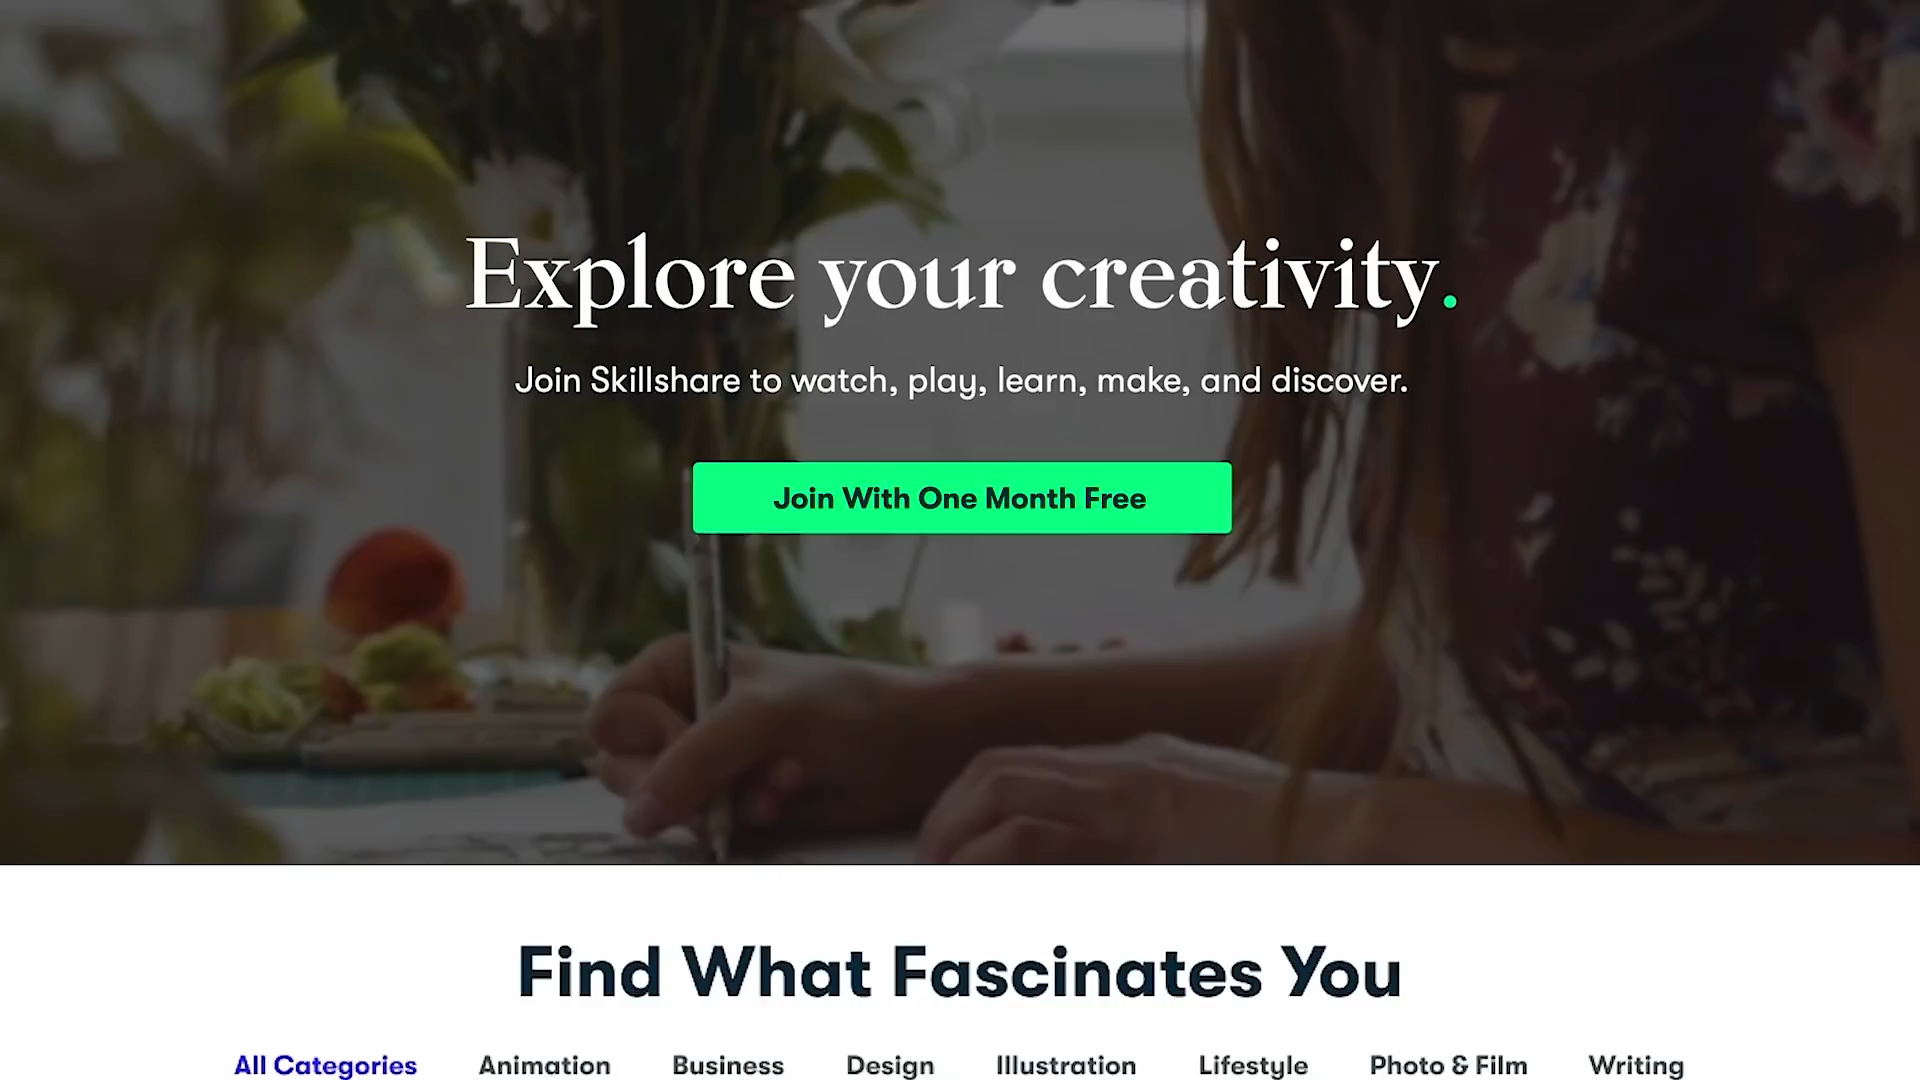 Explore your creativity.
Join Skillshare to watch, play, learn, make, and discover.
Join With One Month Free
Find What Fascinates You
All Categories Animation Business Design Illustration Lifestyle Photo & Film Writing